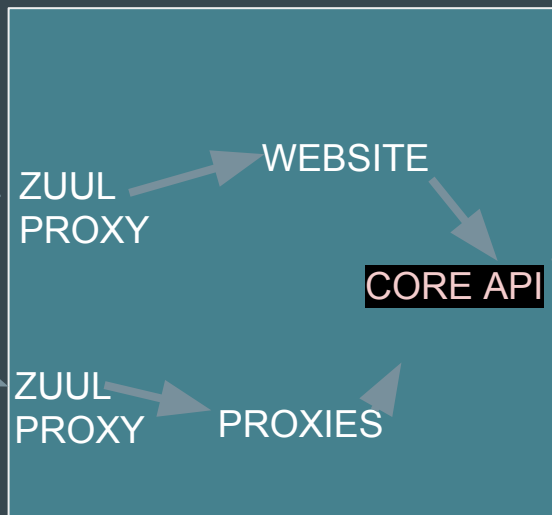 WEBSITE
ZUUL
PROXY
CORE API
ZUUL
PROXY
PROXIES